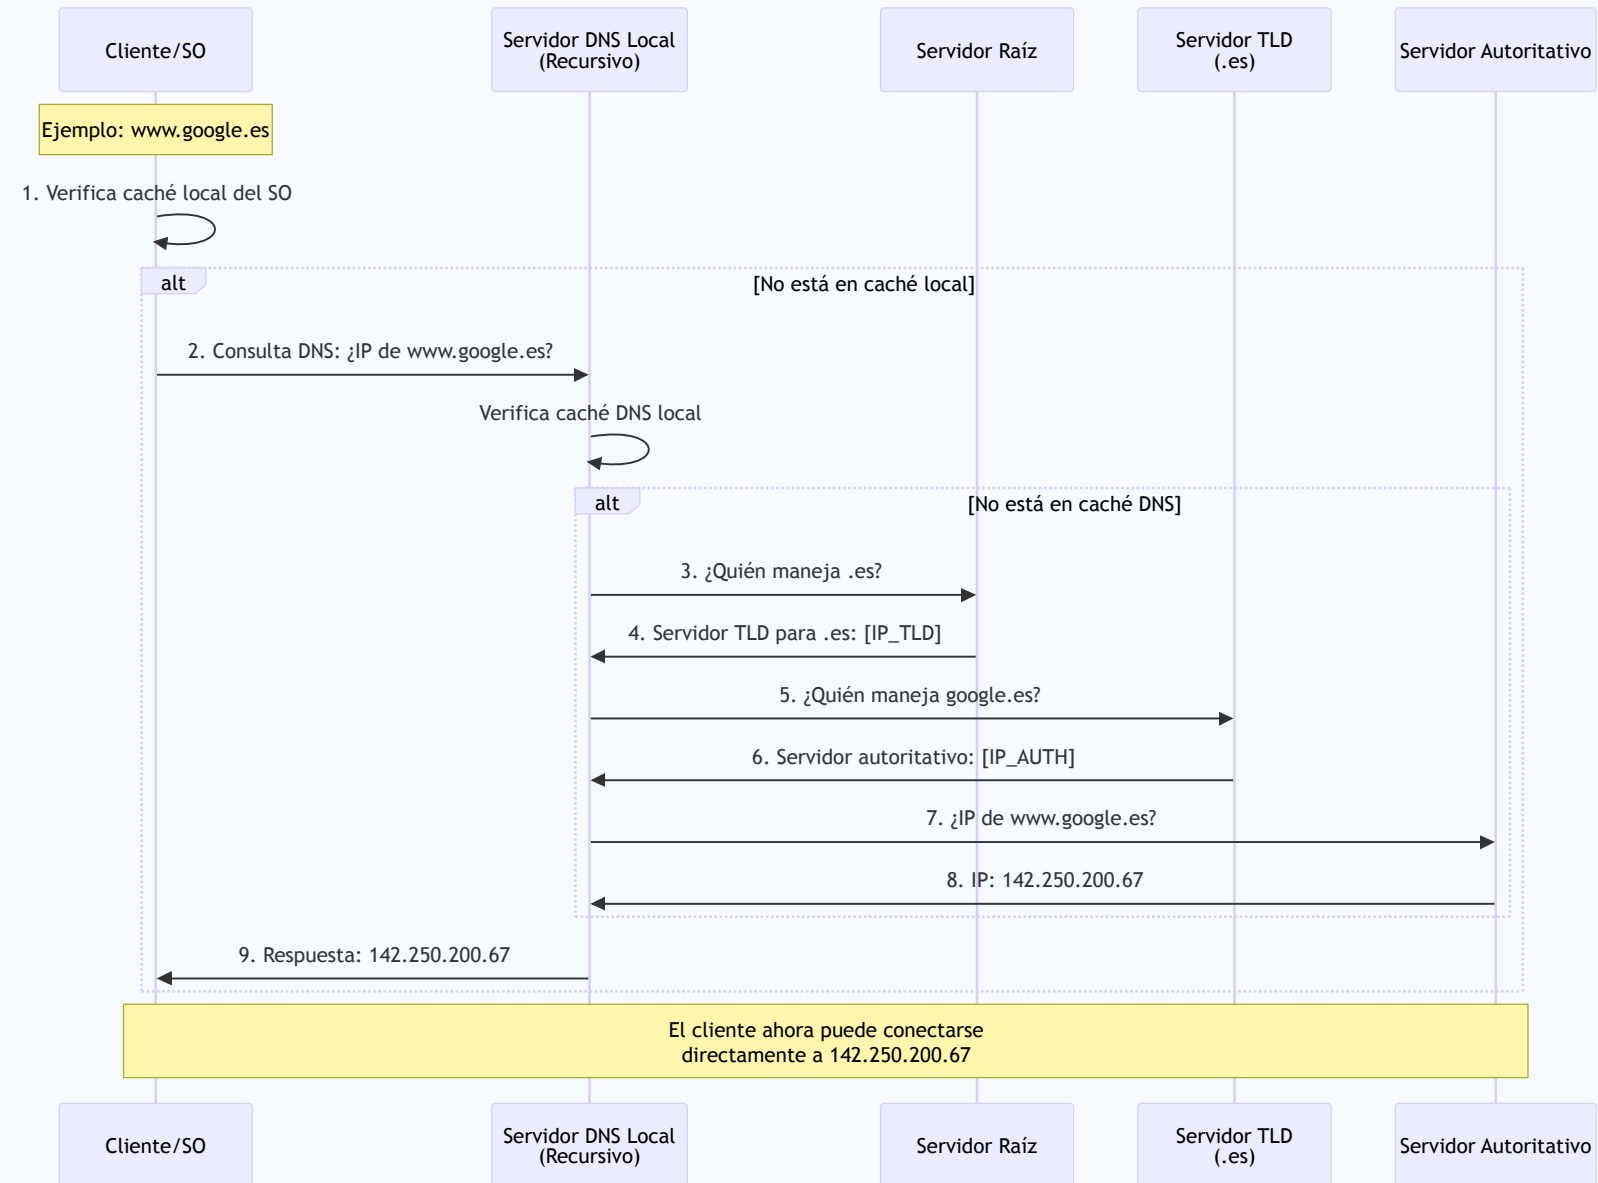 Cliente/SO
Servidor DNS Local
(Recursivo)
Servidor Raíz
Servidor TLD
(.es)
Servidor Autoritativo
Ejemplo: www.google.es
1. Verifica caché local del SO
alt
[No está en caché local]
2. Consulta DNS: ¿IP de www.google.es?
Verifica caché DNS local
alt
[No está en caché DNS]
3. ¿Quién maneja .es?
4. Servidor TLD para .es: [IP_TLD]
5. ¿Quién maneja google.es?
6. Servidor autoritativo: [IP_AUTH]
7. ¿IP de www.google.es?
8. IP: 142.250.200.67
9. Respuesta: 142.250.200.67
El cliente ahora puede conectarse
directamente a 142.250.200.67
Cliente/SO
Servidor DNS Local
(Recursivo)
Servidor Raíz
Servidor TLD
(.es)
Servidor Autoritativo